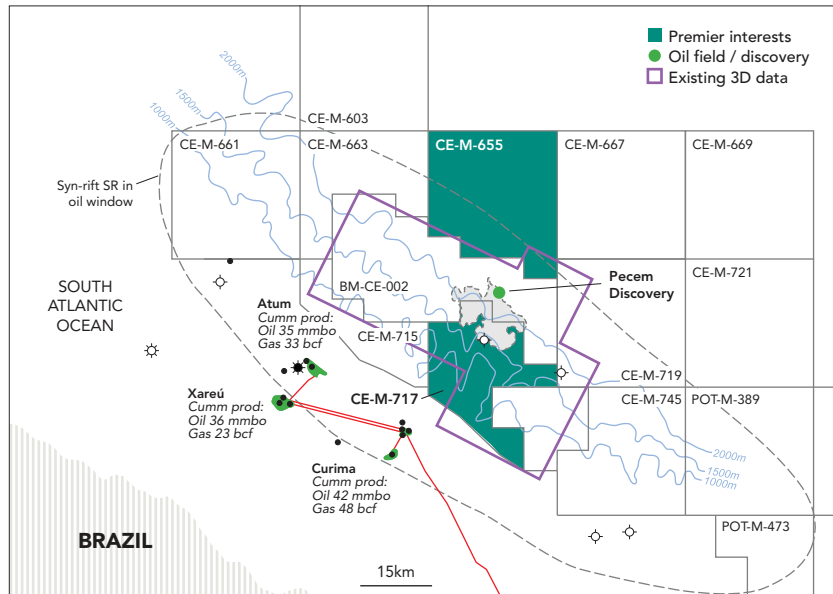 2000m
1500m
1000m
Premier interests
Oil field / discovery
Existing 3D data
CE-M-603
CE-M-661
CE-M-663
CE-M-655
CE-M-667
CE-M-669
Syn-rift SR in
oil window
SOUTH
ATLANTIC
OCEAN
BM-CE-002
Pecem
Discovery
CE-M-721
Atum
Cumm prod:
Oil 35 mmbo
Gas 33 bcf
CE-M-715
CE-M-719
Xareú
Cumm prod:
Oil 36 mmbo
Gas 23 bcf
CE-M-717
CE-M-745
POT-M-389
Curima
Cumm prod:
Oil 42 mmbo
Gas 48 bcf
2000m
1500m
1000m
BRAZIL
15km
POT-M-473